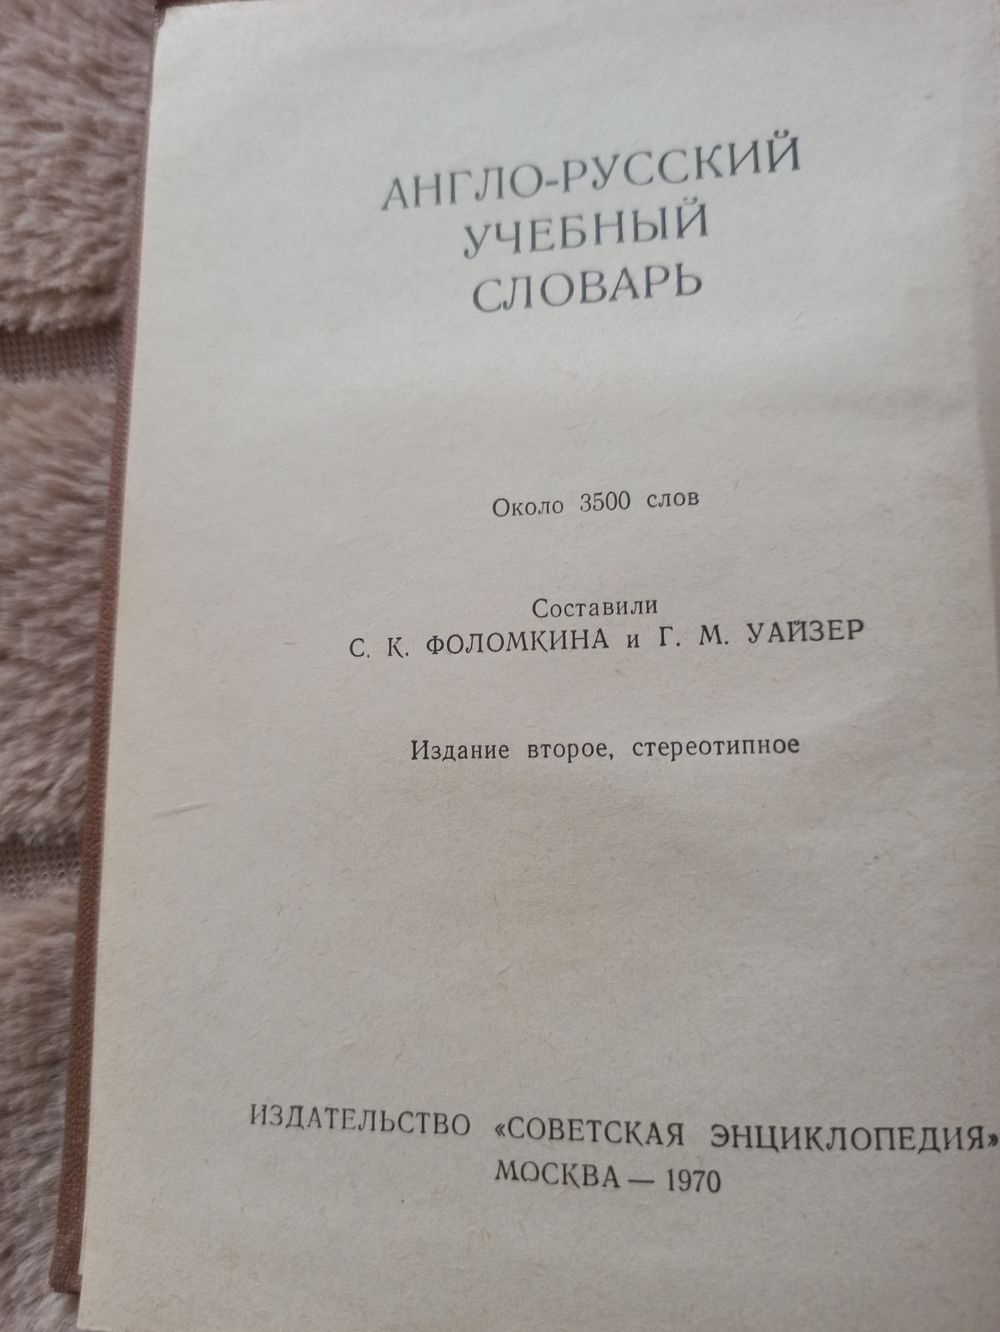 АНГЛО-РУССКИЙ
УЧЕБНЫЙ
СЛОВАРЬ
Около 3500 слов
Составили
С. К. ФОЛОМКИНА и Г. М. УАЙЗЕР
Издание второе, стереотипное
ИЗДАТЕЛЬСТВО «СОВЕТСКАЯ ЭНЦИКЛОПЕДИЯ»
МОСКВА — 1970